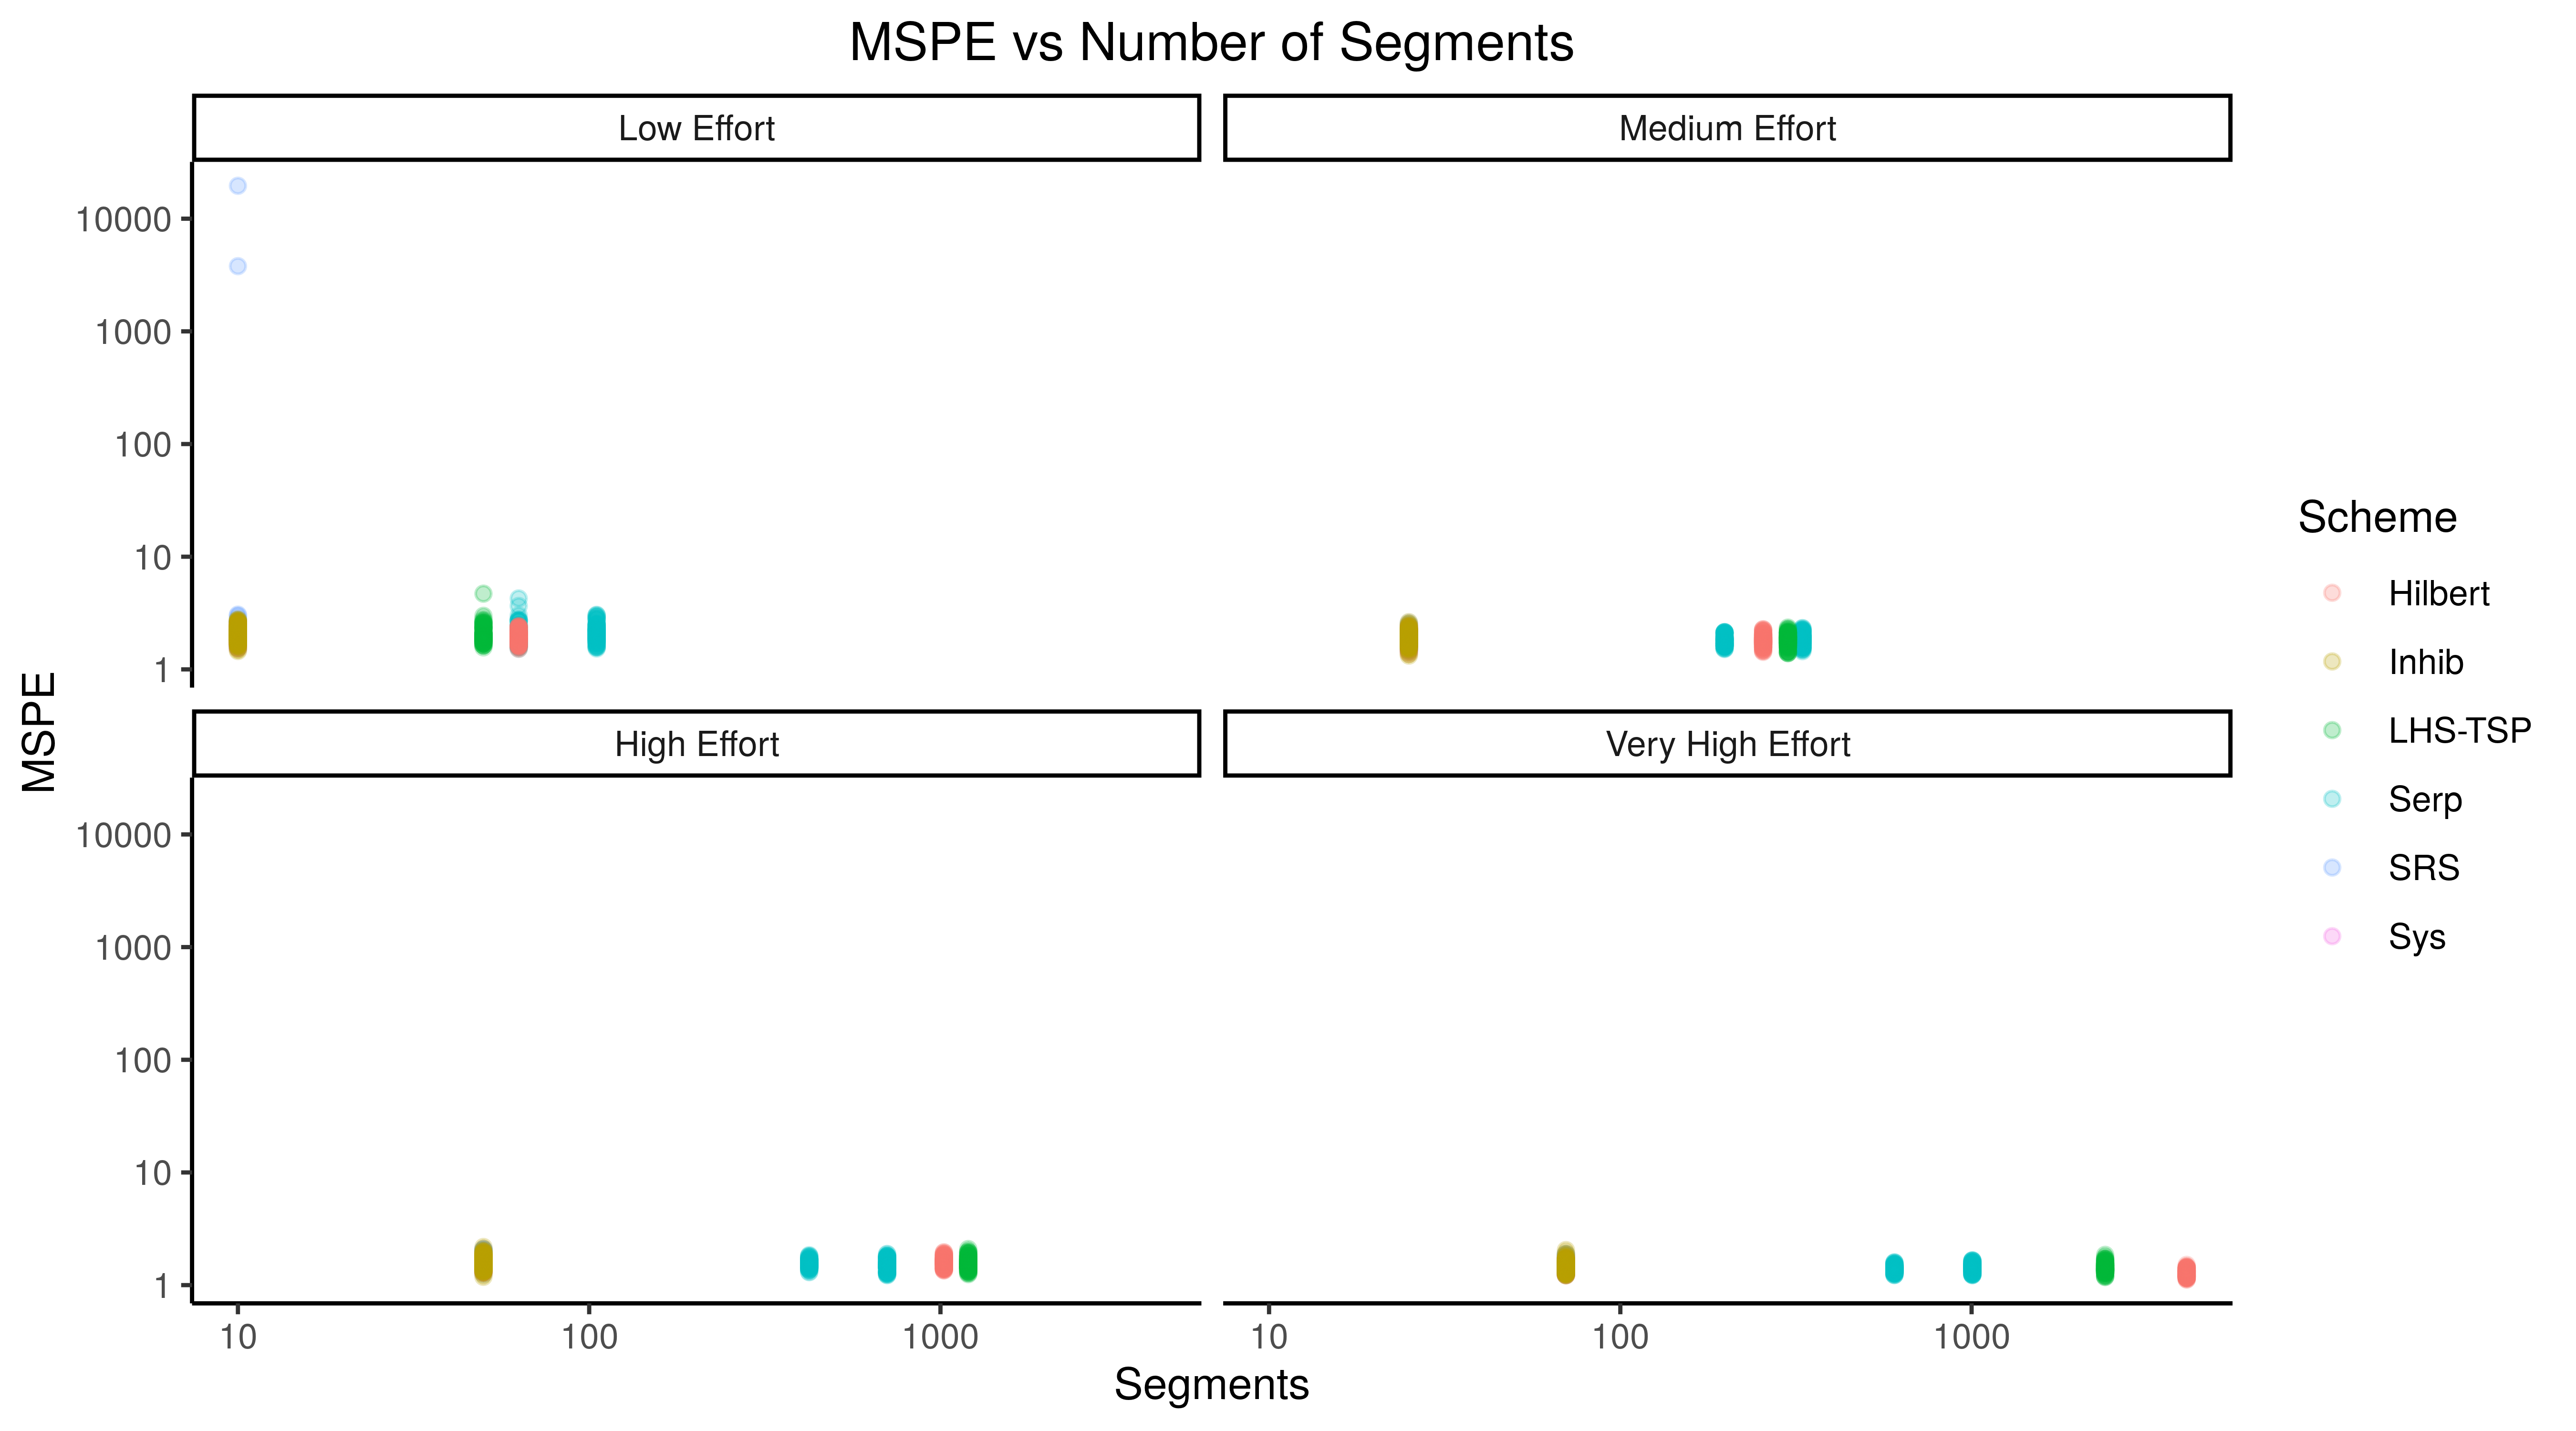 MSPE vs Number of Segments
Low Effort
Medium Effort
10000
1000
100
10
1
High Effort
Very High Effort
10000
1000
100
10
1
10
100
1000
10
100
1000
MSPE
Segments
Scheme
Hilbert
Inhib
LHS-TSP
Serp
SRS
Sys